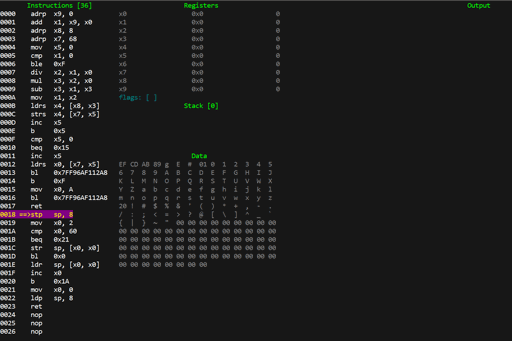 Instructions [36] Registers Output
0000 adrp x9, 0 x0 0x0 0
0001 add x1, x9, x0 x1 0x0 0
0002 adrp x8, 8 x2 0x0 0
0003 adrp x7, 68 x3 0x0 0
0004 mov x5, 0 x4 0x0 0
0005 cmp x1, 0 x5 0x0 0
0006 ble 0xF x6 0x0 0
0007 div x2, x1, x0 x7 0x0 0
0008 mul x3, x2, x0 x8 0x0 0
0009 sub x3, x1, x3 x9 0x0 0
000A mov x1, x2 flags: [ ]
000B ldrs x4, [x8, x3] Stack [0]
000C strs x4, [x7, x5]
000D inc x5
000E b 0x5
000F cmp x5, 0
0010 beq 0x15
0011 inc x5 Data
0012 ldrs x0, [x7, x5] EF CD AB 89 g E # 01 0 1 2 3 4 5
0013 bl 0x7FF96AF112A8 6 7 8 9 A B C D E F G H I J
0014 b 0xF K L M N O P Q R S T U V W X
0015 mov x0, A Y Z a b c d e f g h i j k l
0016 bl 0x7FF96AF112A8 m n o p q r s t u v w x y z
0017 ret 20 ! # $ % & ' ( ) * + , - .
0018 ==>stp sp, 8 / : ; < = > ? @ [ \ ] ^ _ `
0019 mov x0, 2 { | } ~ " 00 00 00 00 00 00 00 00 00
001A cmp x0, 60 00 00 00 00 00 00 00 00 00 00 00 00 00 00
001B beq 0x21 00 00 00 00 00 00 00 00 00 00 00 00 00 00
001C str sp, [x0, x0] 00 00 00 00 00 00 00 00 00 00 00 00 00 00
001D bl 0x0 00 00 00 00 00 00 00 00 00 00 00 00 00 00
001E ldr sp, [x0, x0] 00 00 00 00 00 00 00 00
001F inc x0
0020 b 0x1A
0021 mov x0, 0
0022 ldp sp, 8
0023 ret
0024 nop
0025 nop
0026 nop